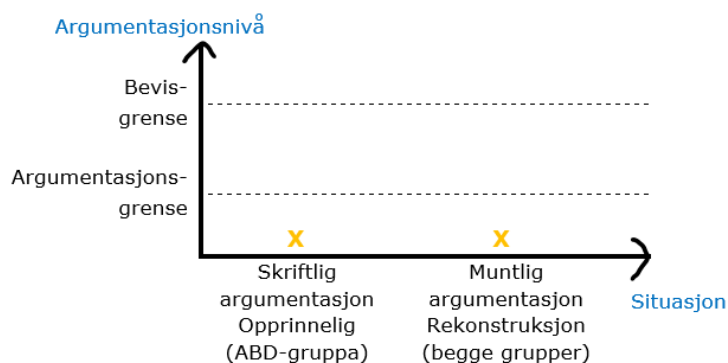 Argumentasjonsnivå
Bevis-
grense
Argumentasjons-
grense
X
X
Skriftlig
argumentasjon
Opprinnelig
(ABD-gruppa)
Muntlig
argumentasjon
Rekonstruksjon
(begge grupper)
Situasjon